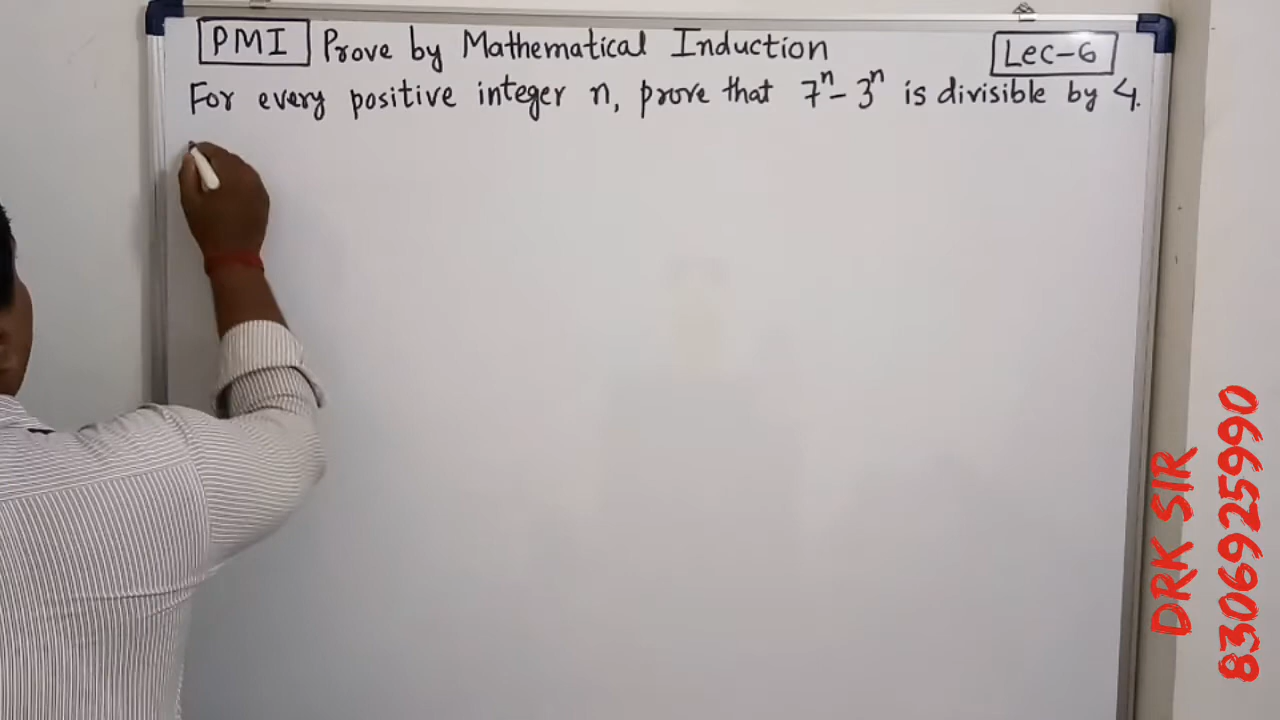 PMI Prove by Mathematical Induction Lec-6
For every positive integer n, prove that 7ⁿ - 3ⁿ is divisible by 4.
DRK SIR
8306925990